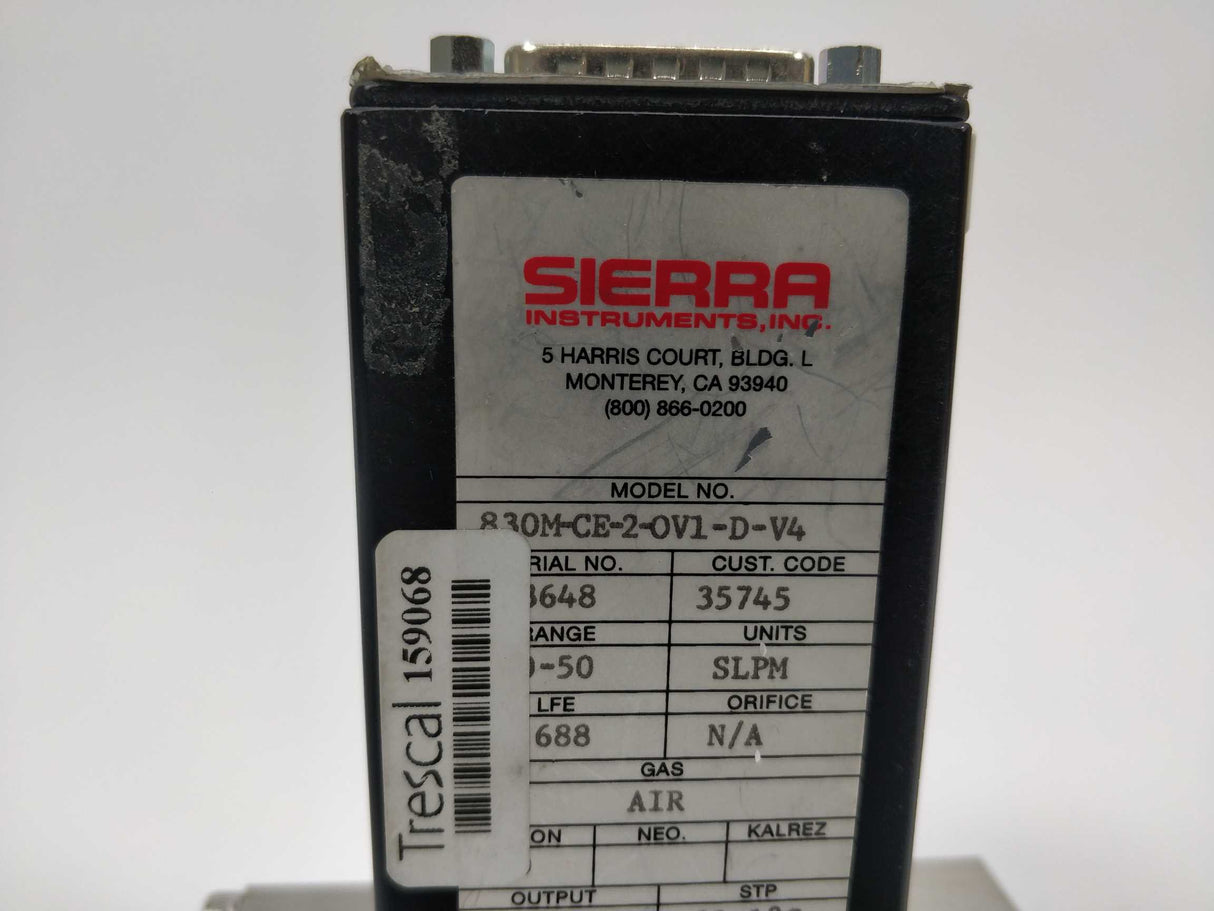 SIERRA
INSTRUMENTS, INC.
5 HARRIS COURT, BLDG. L
MONTEREY, CA 93940
(800) 866-0200
MODEL NO.
830M-CE-2-OV1-D-V4
RIAL NO. CUST. CODE
3648 35745
RANGE UNITS
0-50 SLPM
LFE ORIFICE
688 N/A
GAS
AIR
ON NEO. KALREZ
OUTPUT STP
Trescal 159068